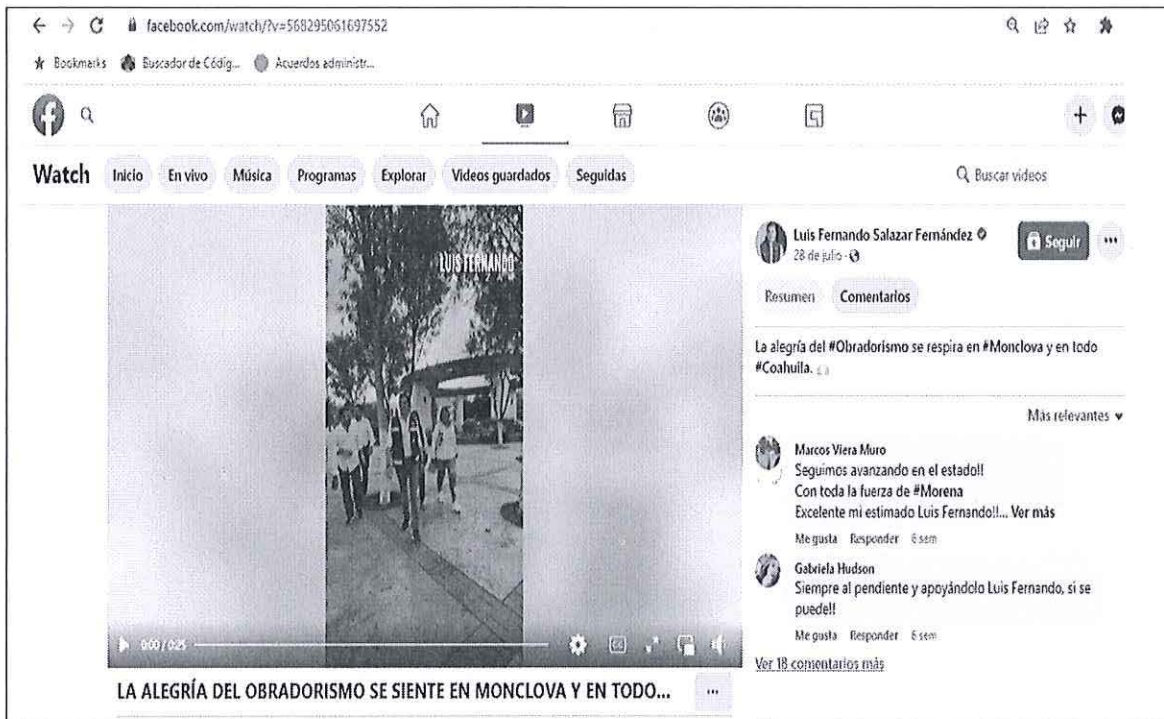 facebook.com/watch/?v=568295061697552
Bookmarks Buscador de Códig... Acuerdos administr...
Watch Inicio En vivo Música Programas Explorar Videos guardados Seguidas Buscar videos
LUIS FERNANDO
Luis Fernando Salazar Fernández
28 de julio
Seguir
Resumen Comentarios
La alegría del #Obradorismo se respira en #Monclova y en todo
#Coahuila.
Más relevantes
Marcos Viera Muro
Seguimos avanzando en el estado!!
Con toda la fuerza de #Morena
Excelente mi estimado Luis Fernando!!... Ver más
Me gusta Responder 6 sem
Gabriela Hudson
Siempre al pendiente y apoyándolo Luis Fernando, si se
puede!!
Me gusta Responder 6 sem
Ver 18 comentarios más
0:00 / 0:25
LA ALEGRÍA DEL OBRADORISMO SE SIENTE EN MONCLOVA Y EN TODO...